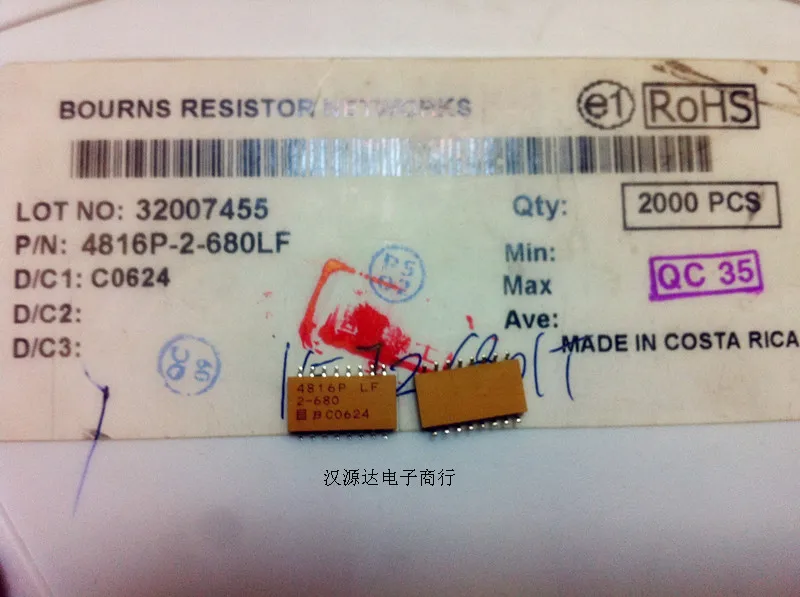 BOURNS RESISTOR NETWORKS
e1 RoHS
LOT NO: 32007455
Qty: 2000 PCS
P/N: 4816P-2-680LF
Min:
D/C1: C0624
Max
QC 35
D/C2:
Ave:
D/C3:
MADE IN COSTA RICA
4816P LF
2-680
C0624
汉源达电子商行